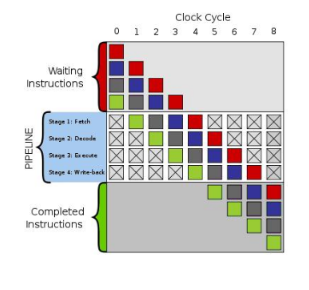 Clock Cycle
0 1 2 3 4 5 6 7 8
Waiting
Instructions
PIPELINE
Stage 1: Fetch
Stage 2: Decode
Stage 3: Execute
Stage 4: Write-back
Completed
Instructions